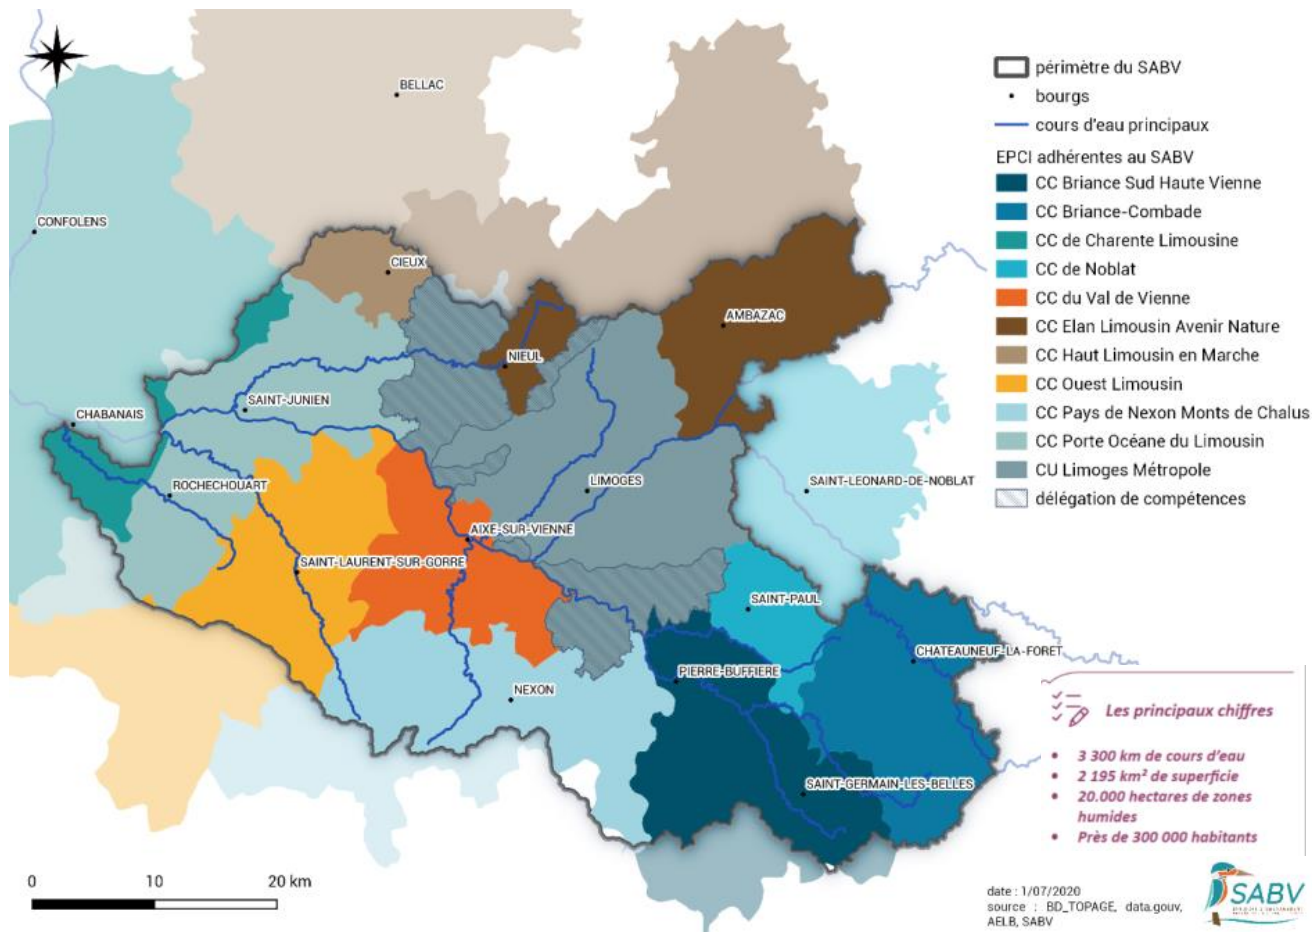 BELLAC
CONFOLENS
CIEUX
AMBAZAC
NIEUL
SAINT-JUNIEN
CHABANAIS
ROCHECHOUART
LIMOGES
SAINT-LEONARD-DE-NOBLAT
AIXE-SUR-VIENNE
SAINT-LAURENT-SUR-GORRE
SAINT-PAUL
CHATEAUNEUF-LA-FORET
PIERRE-BUFFIERE
NEXON
SAINT-GERMAIN-LES-BELLES
périmètre du SABV
bourgs
cours d'eau principaux
EPCI adhérentes au SABV
CC Briance Sud Haute Vienne
CC Briance-Combade
CC de Charente Limousine
CC de Noblat
CC du Val de Vienne
CC Elan Limousin Avenir Nature
CC Haut Limousin en Marche
CC Ouest Limousin
CC Pays de Nexon Monts de Chalus
CC Porte Océane du Limousin
CU Limoges Métropole
délégation de compétences
Les principaux chiffres
• 3 300 km de cours d'eau
• 2 195 km² de superficie
• 20.000 hectares de zones
humides
• Près de 300 000 habitants
0 10 20 km
date : 1/07/2020
source : BD_TOPAGE, data.gouv,
AELB, SABV
SABV